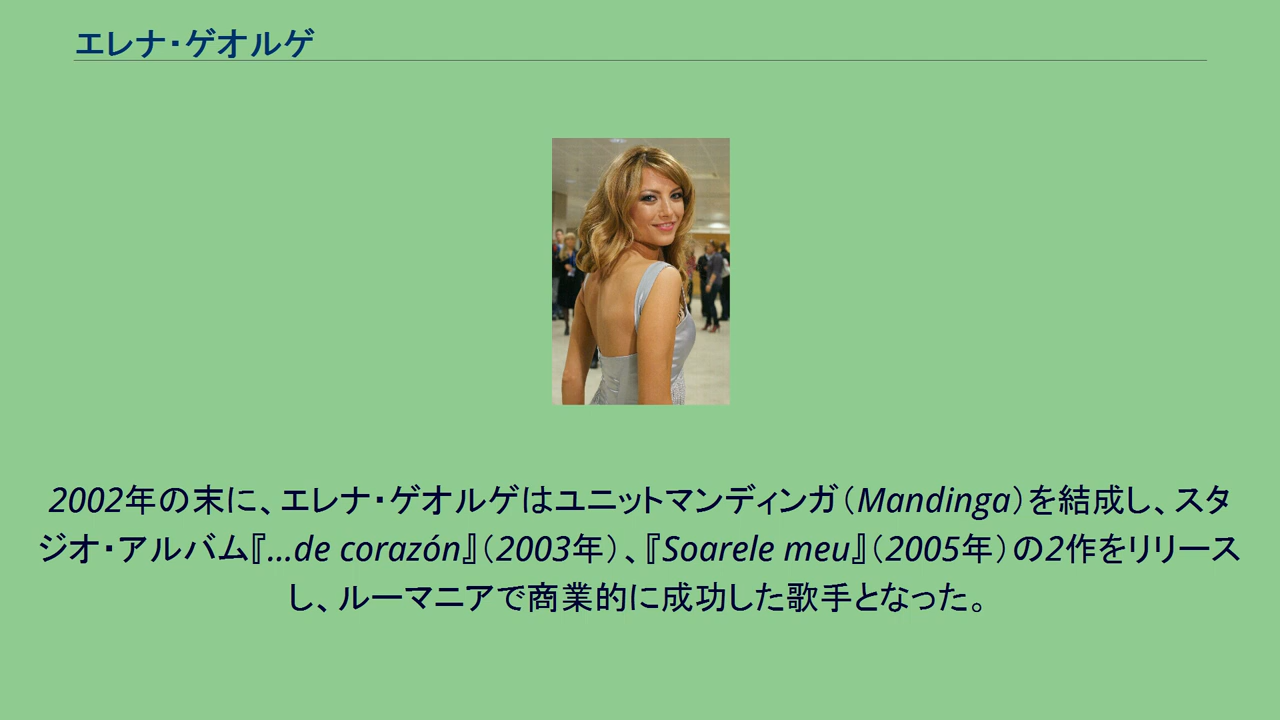 エレナ・ゲオルゲ
2002年の末に、エレナ・ゲオルゲはユニットマンディンガ（Mandinga）を結成し、スタ
ジオ・アルバム『...de corazón』（2003年）、『Soarele meu』（2005年）の2作をリリース
し、ルーマニアで商業的に成功した歌手となった。